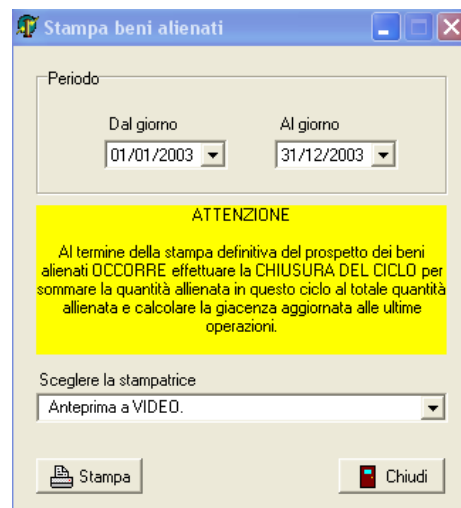 Stampa beni alienati
Periodo
Dal giorno
Al giorno
01/01/2003
31/12/2003
ATTENZIONE
Al termine della stampa definitiva del prospetto dei beni
alienati OCCORRE effettuare la CHIUSURA DEL CICLO per
sommare la quantità allienata in questo ciclo al totale quantità
allienata e calcolare la giacenza aggiornata alle ultime
operazioni.
Sceglere la stampatrice
Anteprima a VIDEO.
Stampa
Chiudi